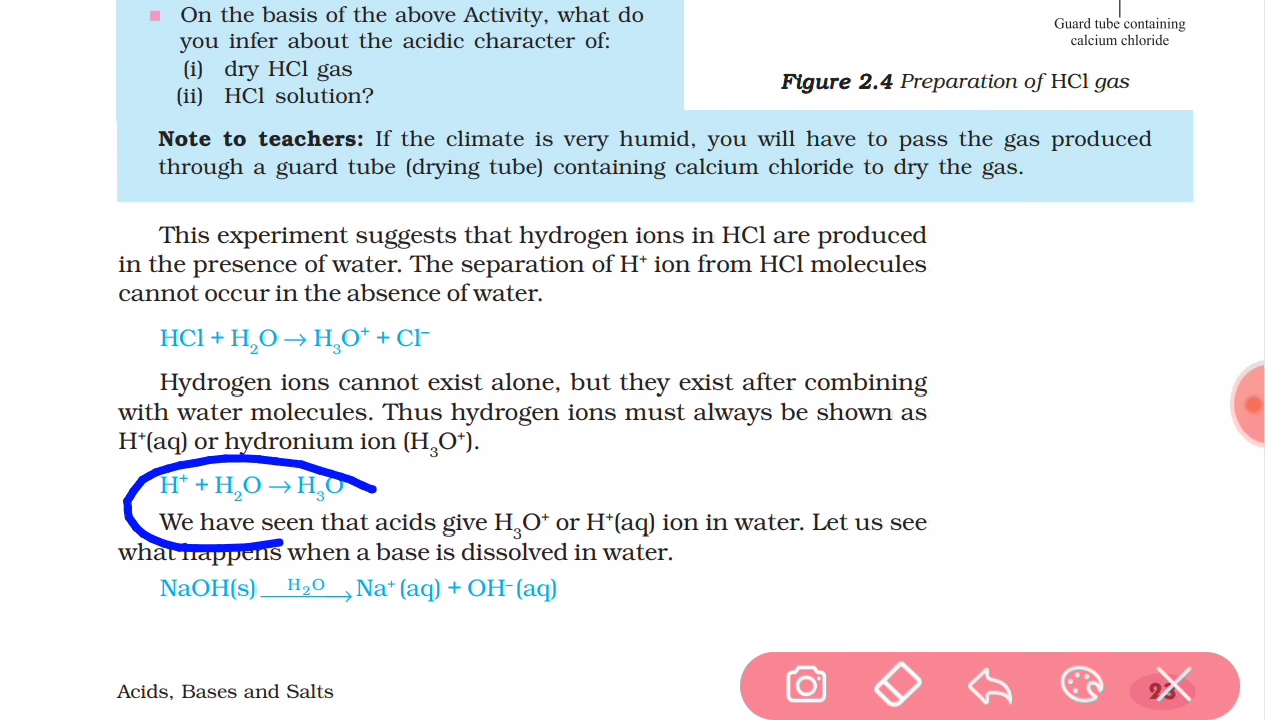 On the basis of the above Activity, what do
you infer about the acidic character of:
(i) dry HCl gas
(ii) HCl solution?
Guard tube containing
calcium chloride
Figure 2.4 Preparation of HCl gas
Note to teachers: If the climate is very humid, you will have to pass the gas produced
through a guard tube (drying tube) containing calcium chloride to dry the gas.
This experiment suggests that hydrogen ions in HCl are produced
in the presence of water. The separation of H⁺ ion from HCl molecules
cannot occur in the absence of water.
HCl + H₂O → H₃O⁺ + Cl⁻
Hydrogen ions cannot exist alone, but they exist after combining
with water molecules. Thus hydrogen ions must always be shown as
H⁺(aq) or hydronium ion (H₃O⁺).
H⁺ + H₂O → H₃O
We have seen that acids give H₃O⁺ or H⁺(aq) ion in water. Let us see
what happens when a base is dissolved in water.
NaOH(s) H₂O→ Na⁺ (aq) + OH⁻ (aq)
Acids, Bases and Salts
23